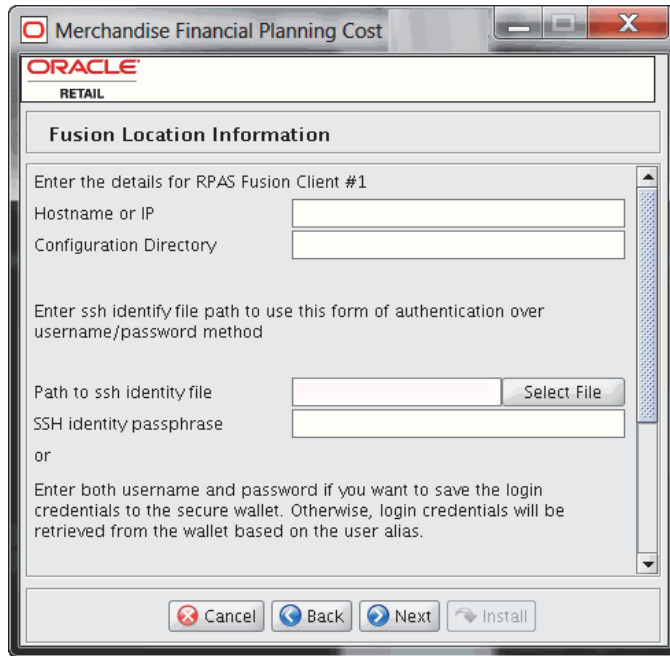 Merchandise Financial Planning Cost
ORACLE
RETAIL
Fusion Location Information
Enter the details for RPAS Fusion Client #1
Hostname or IP
Configuration Directory
Enter ssh identify file path to use this form of authentication over
username/password method
Path to ssh identity file
Select File
SSH identity passphrase
or
Enter both username and password if you want to save the login
credentials to the secure wallet. Otherwise, login credentials will be
retrieved from the wallet based on the user alias.
Cancel
Back
Next
Install